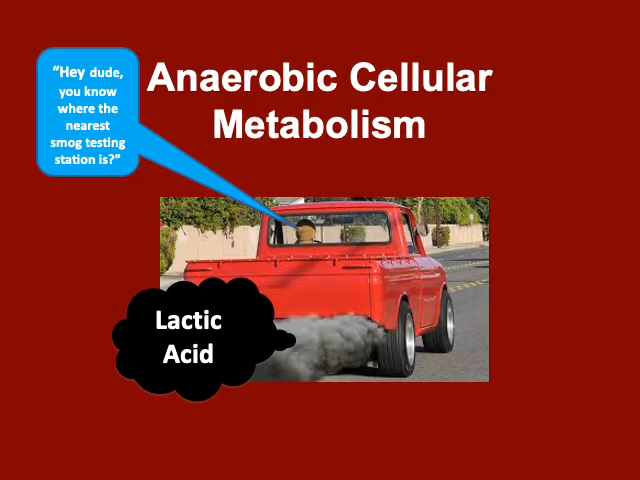 Anaerobic Cellular
Metabolism
“Hey dude,
you know
where the
nearest
smog testing
station is?”
Lactic
Acid